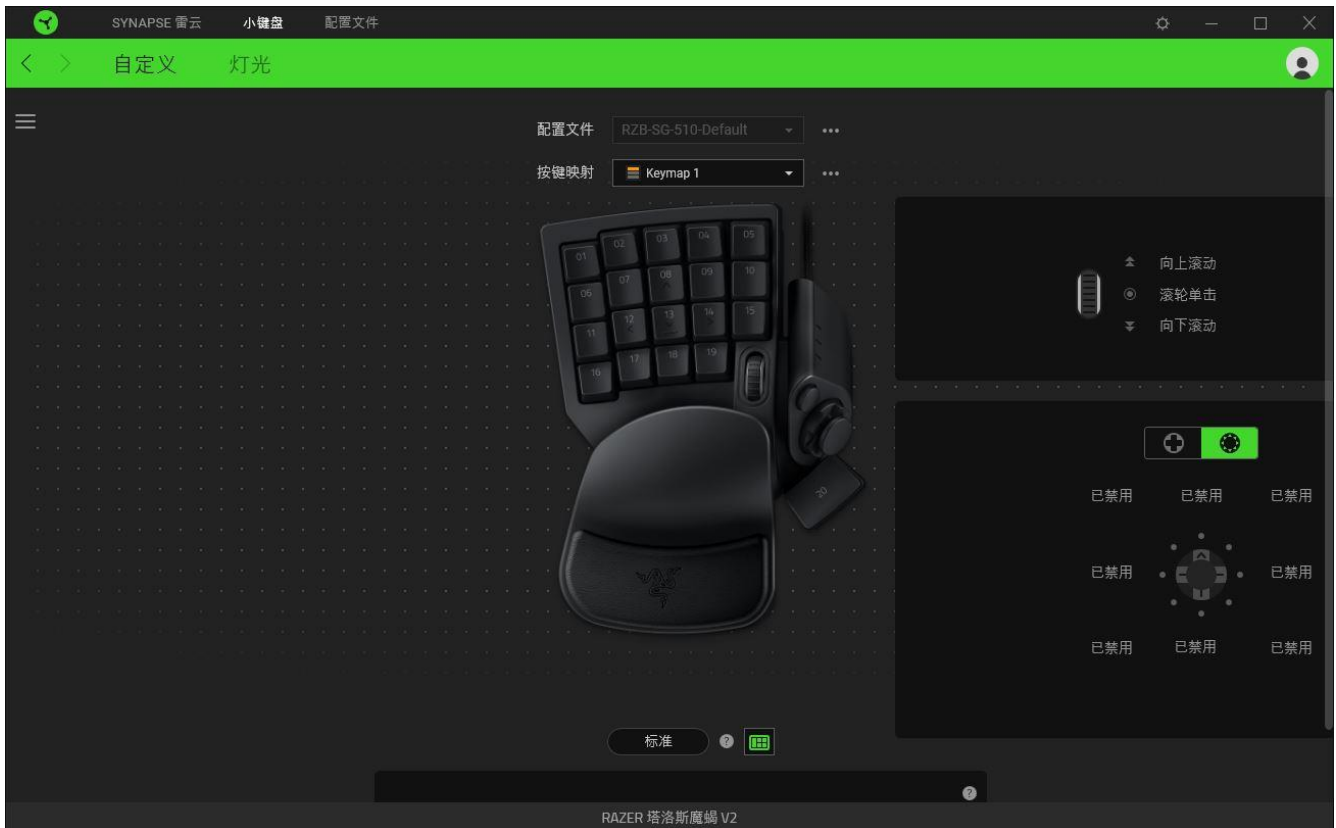 SYNAPSE 雷云 小键盘 配置文件
自定义 灯光
配置文件 RZB-SG-510-Default
按键映射 Keymap 1
01 02 03 04 05
06 07 08 09 10
11 12 13 14 15
16 17 18 19
20
向上滚动
滚轮单击
向下滚动
已禁用 已禁用 已禁用
已禁用 已禁用
已禁用 已禁用 已禁用
标准 ?
?
RAZER 塔洛斯魔蝎 V2